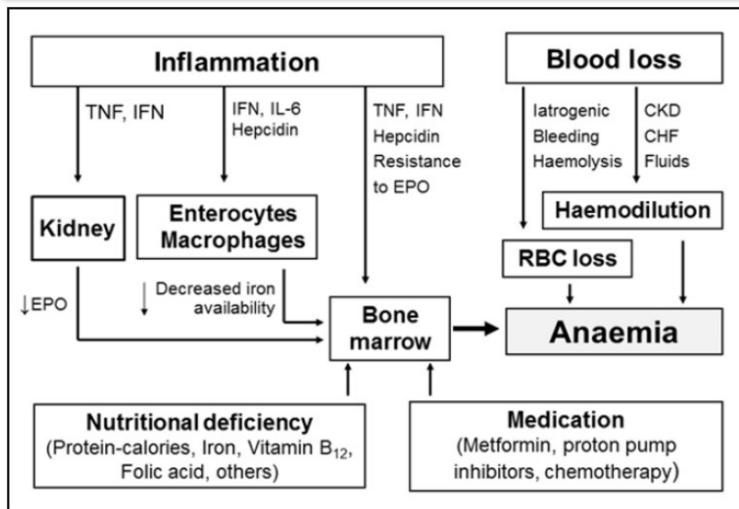 Inflammation
Blood loss
TNF, IFN
IFN, IL-6
Hepcidin
TNF, IFN
Hepcidin
Resistance
to EPO
Iatrogenic
Bleeding
Haemolysis
CKD
CHF
Fluids
Kidney
Enterocytes
Macrophages
Haemodilution
RBC loss
↓EPO
↓ Decreased iron
availability
Bone
marrow
Anaemia
Nutritional deficiency
(Protein-calories, Iron, Vitamin B₁₂,
Folic acid, others)
Medication
(Metformin, proton pump
inhibitors, chemotherapy)